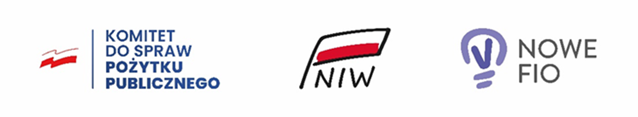 KOMITET
DO SPRAW
POŻYTKU
PUBLICZNEGO
NIW
NOWE
FIO